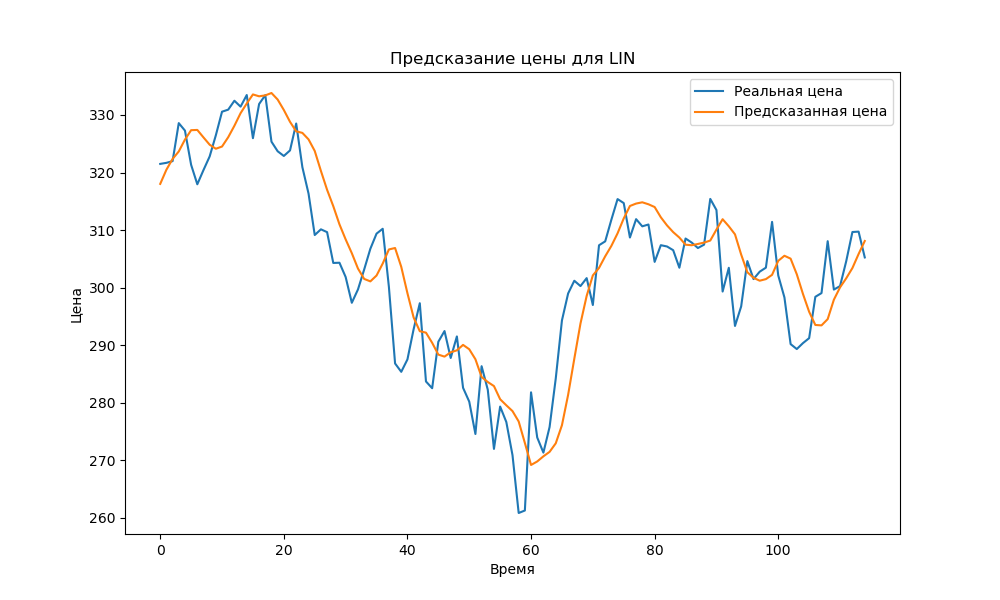 Предсказание цены для LIN
Реальная цена
Предсказанная цена
Цена
330
320
310
300
290
280
270
260
0 20 40 60 80 100
Время